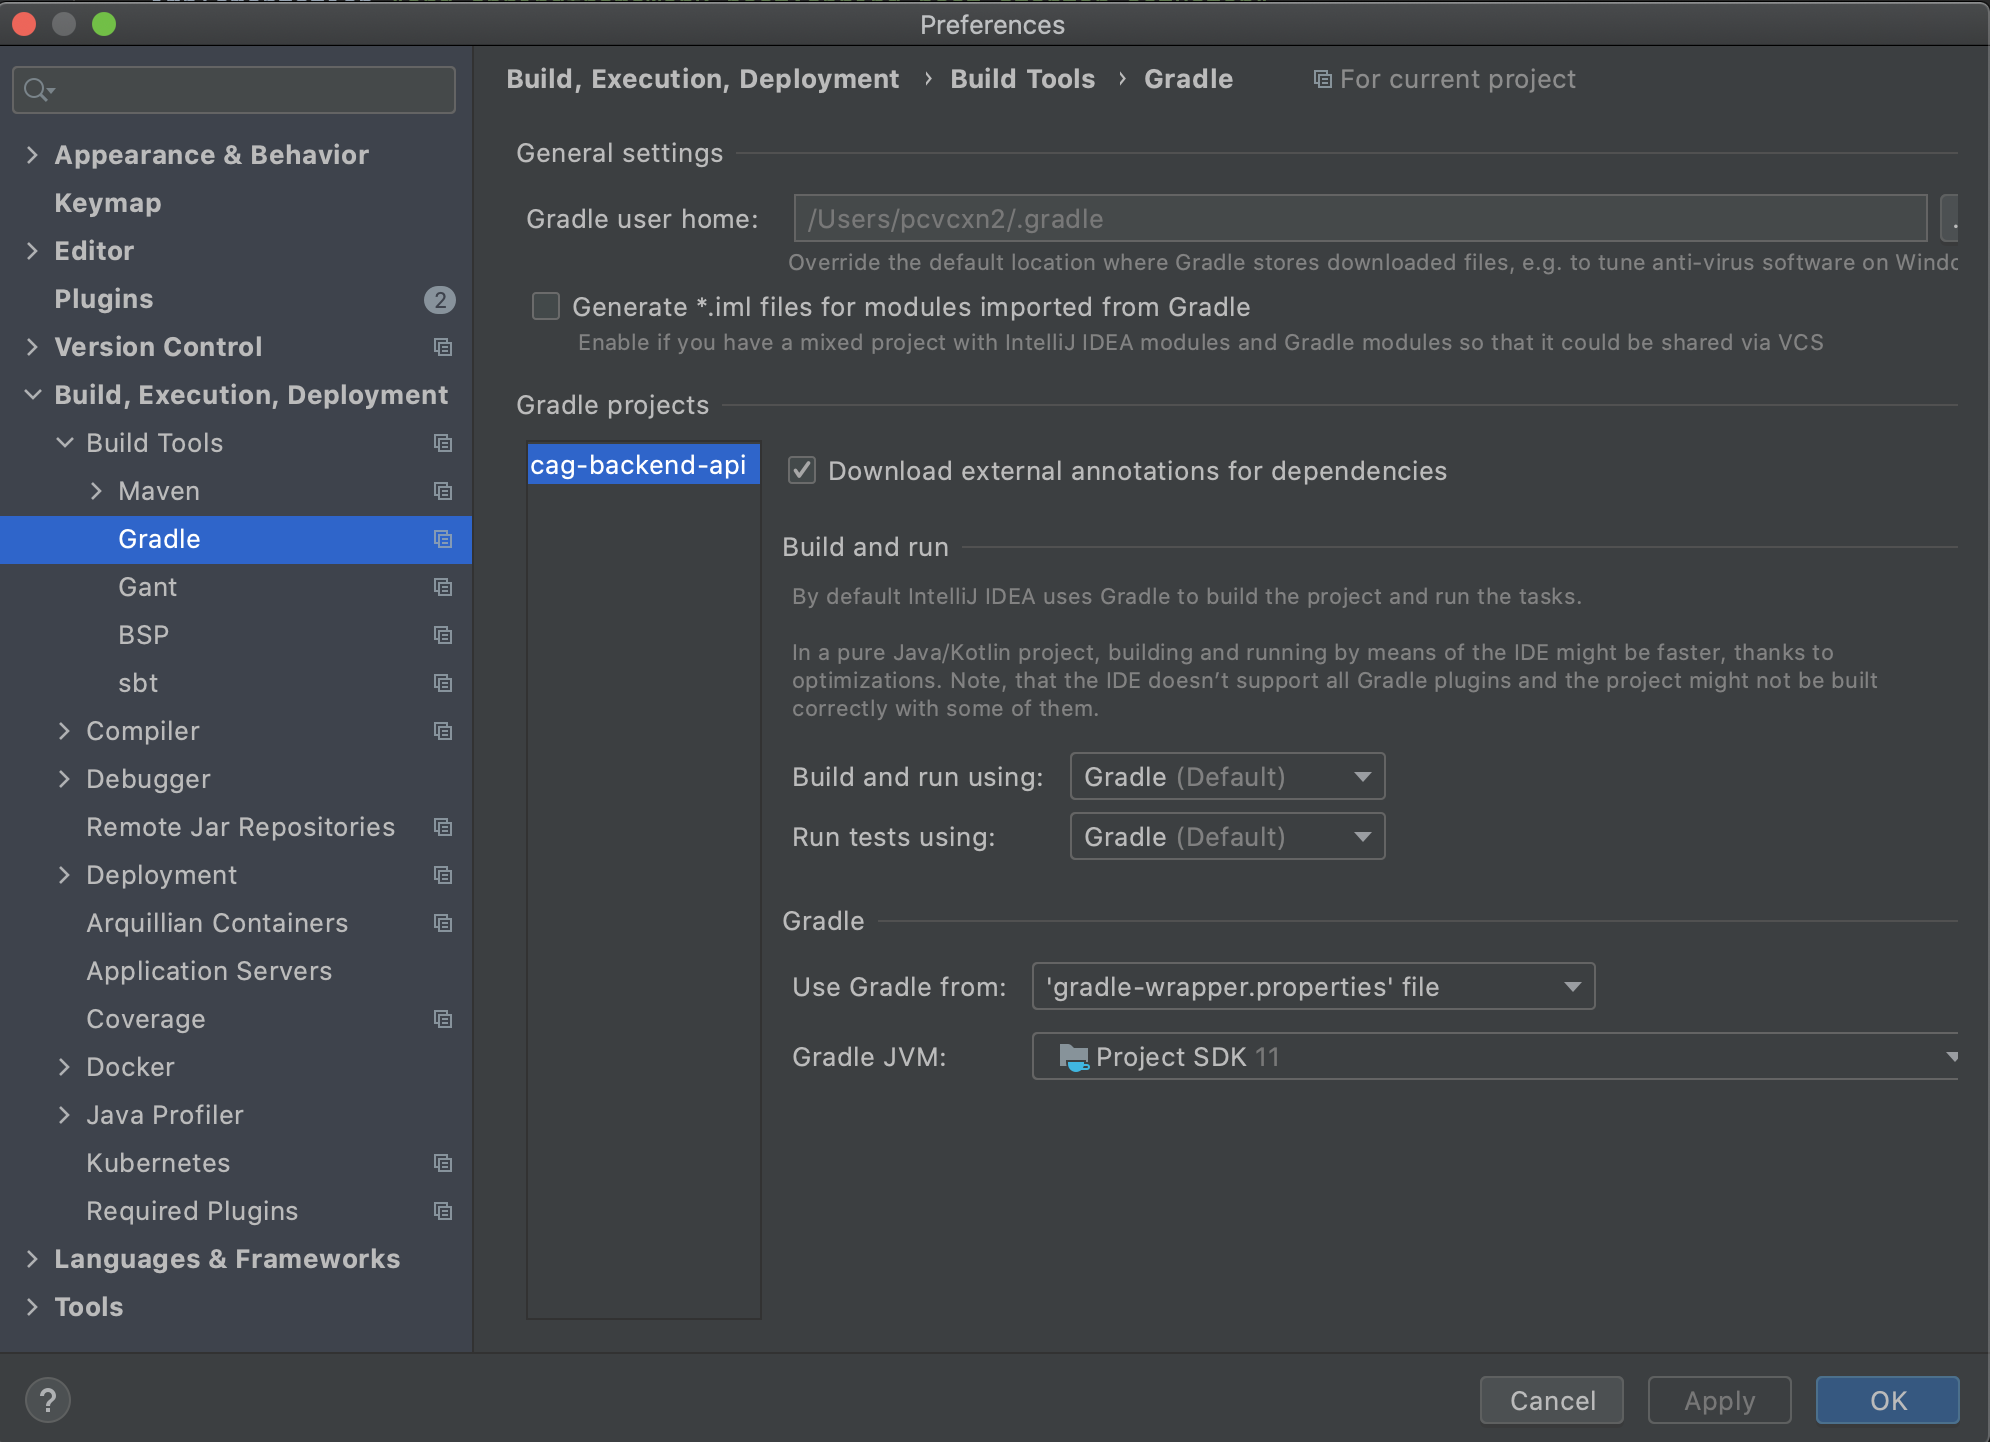 Preferences
Build, Execution, Deployment › Build Tools › Gradle For current project
Appearance & Behavior
Keymap
Editor
Plugins 2
Version Control
Build, Execution, Deployment
Build Tools
Maven
Gradle
Gant
BSP
sbt
Compiler
Debugger
Remote Jar Repositories
Deployment
Arquillian Containers
Application Servers
Coverage
Docker
Java Profiler
Kubernetes
Required Plugins
Languages & Frameworks
Tools
General settings
Gradle user home: /Users/pcvcxn2/.gradle
Override the default location where Gradle stores downloaded files, e.g. to tune anti-virus software on
Generate *.iml files for modules imported from Gradle
Enable if you have a mixed project with IntelliJ IDEA modules and Gradle modules so that it could be shared via VCS
Gradle projects
cag-backend-api
Download external annotations for dependencies
Build and run
By default IntelliJ IDEA uses Gradle to build the project and run the tasks.
In a pure Java/Kotlin project, building and running by means of the IDE might be faster, thanks to
optimizations. Note, that the IDE doesn't support all Gradle plugins and the project might not be built
correctly with some of them.
Build and run using: Gradle (Default)
Run tests using: Gradle (Default)
Gradle
Use Gradle from: 'gradle-wrapper.properties' file
Gradle JVM: Project SDK 11
?
Cancel
Apply
OK